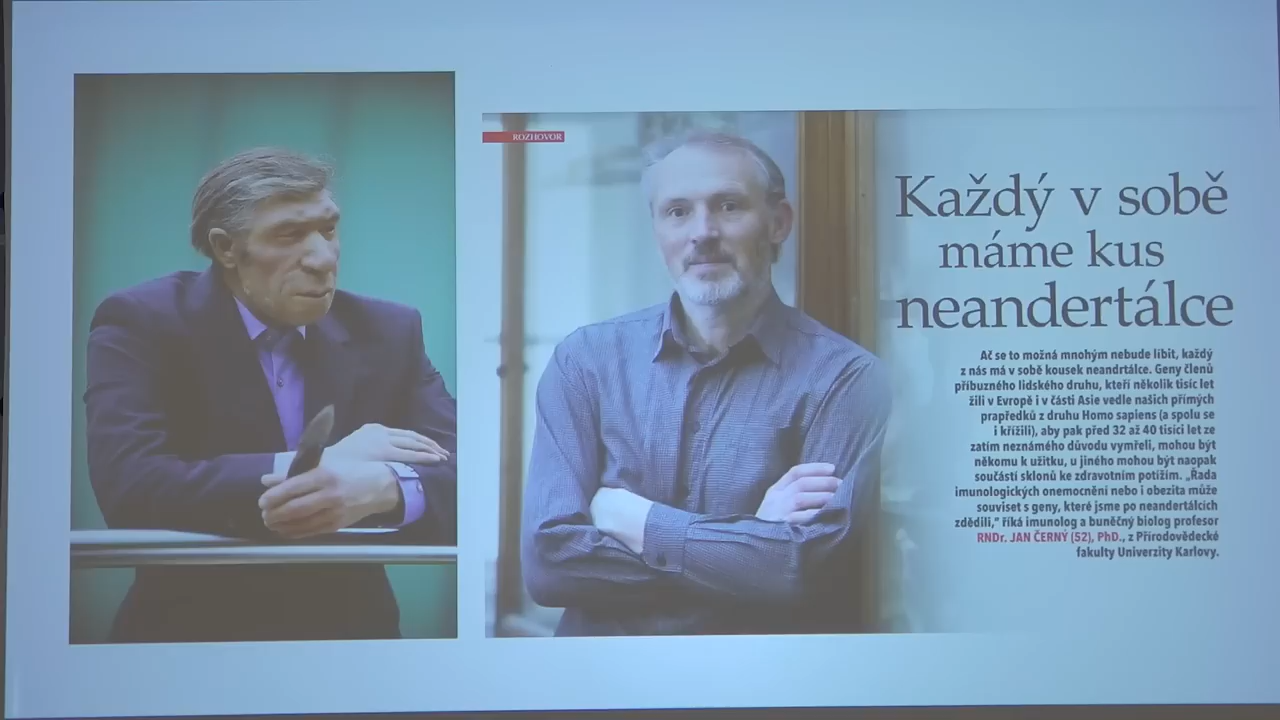 ROZHOVOR
Každý v sobě
máme kus
neandertálce
Ač se to možná mnohým nebude líbit, každý
z nás má v sobě kousek neandrtálce. Geny členů
příbuzného lidského druhu, kteří několik tisíc let
žili v Evropě i v části Asie vedle našich přímých
prapředků z druhu Homo sapiens (a spolu se
i křížili), aby pak před 32 až 40 tisíci let ze
zatím neznámého důvodu vymřeli, mohou být
někomu k užitku, u jiného mohou být naopak
součástí sklonů ke zdravotním potížím. „Řada
imunologických onemocnění nebo i obezita může
souviset s geny, které jsme po neandertálcích
zdědili,“ říká imunolog a buněčný biolog profesor
RNDr. JAN ČERNÝ (52), PhD., z Přírodovědecké
fakulty Univerzity Karlovy.